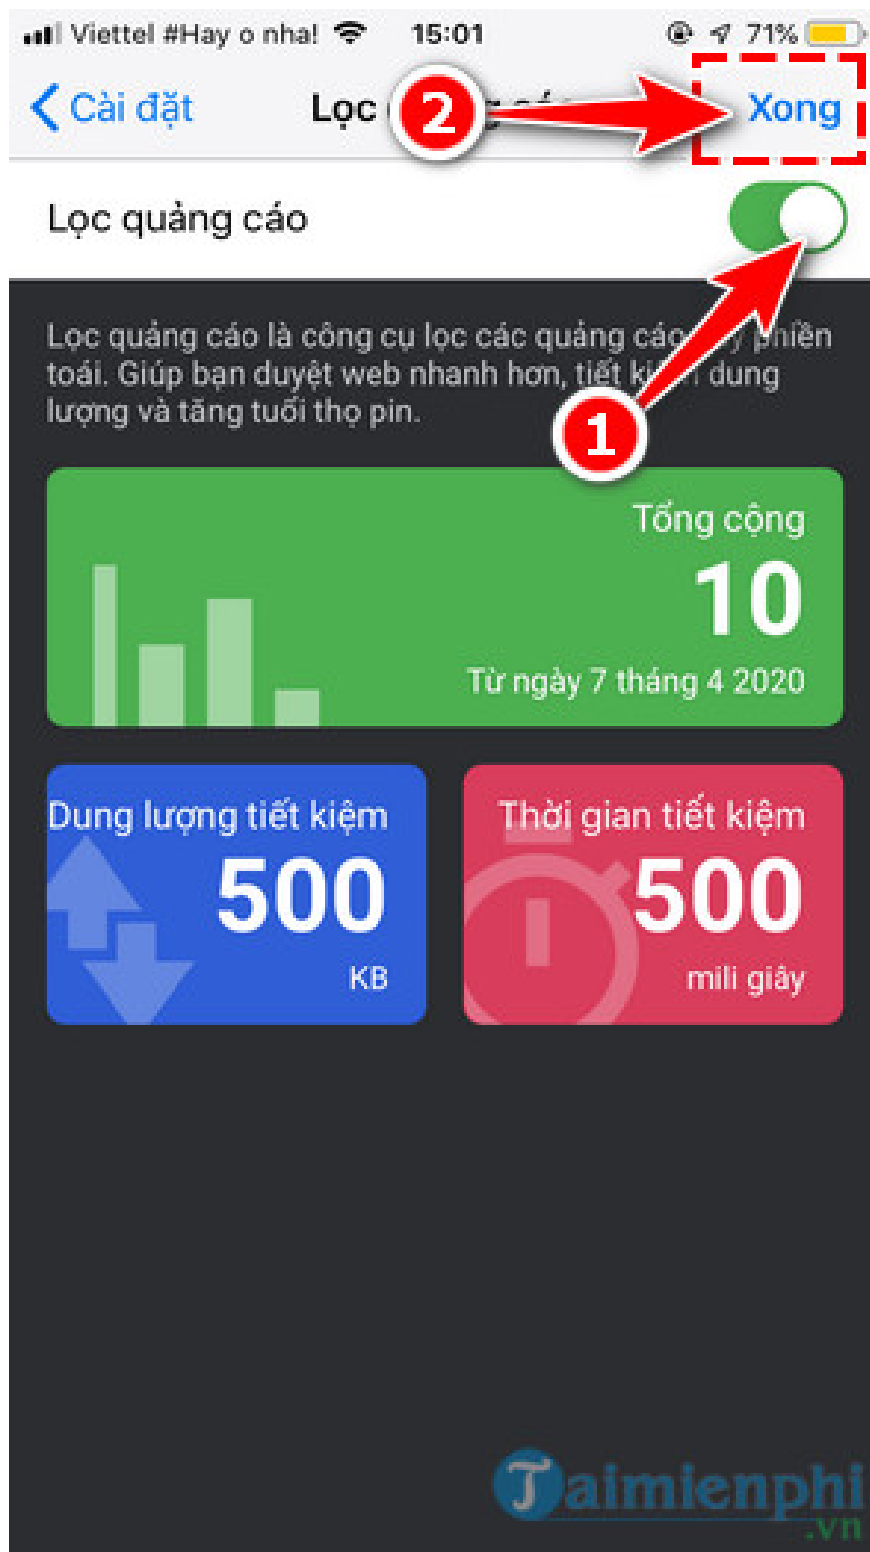 Viettel #Hay o nha! 15:01 71%
Cài đặt Lọc 2 Xong
Lọc quảng cáo
Lọc quảng cáo là công cụ lọc các quảng cáo phiền
toái. Giúp bạn duyệt web nhanh hơn, tiết dung
lượng và tăng tuổi thọ pin.
1
Tổng cộng
10
Từ ngày 7 tháng 4 2020
Dung lượng tiết kiệm
500
KB
Thời gian tiết kiệm
500
mili giây
Taimienphi
.vn